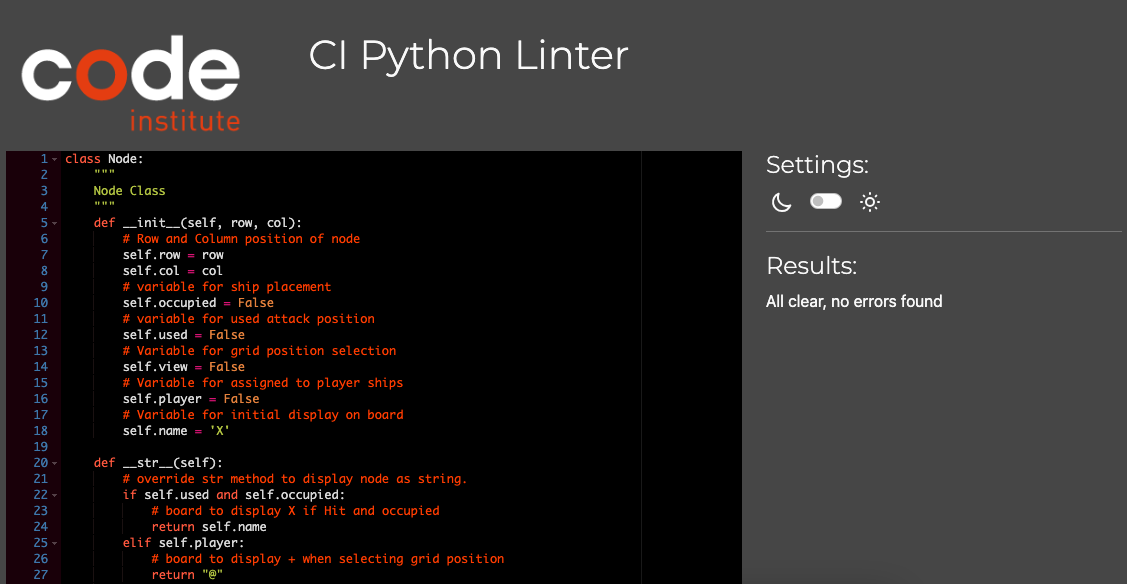 code
institute
CI Python Linter
1 class Node:
2     """
3     Node Class
4     """
5     def __init__(self, row, col):
6         # Row and Column position of node
7         self.row = row
8         self.col = col
9         # variable for ship placement
10         self.occupied = False
11         # variable for used attack position
12         self.used = False
13         # Variable for grid position selection
14         self.view = False
15         # Variable for assigned to player ships
16         self.player = False
17         # Variable for initial display on board
18         self.name = 'X'
19
20     def __str__(self):
21         # override str method to display node as string.
22         if self.used and self.occupied:
23             # board to display X if Hit and occupied
24             return self.name
25         elif self.player:
26             # board to display + when selecting grid position
27             return "@"
Settings:
Results:
All clear, no errors found